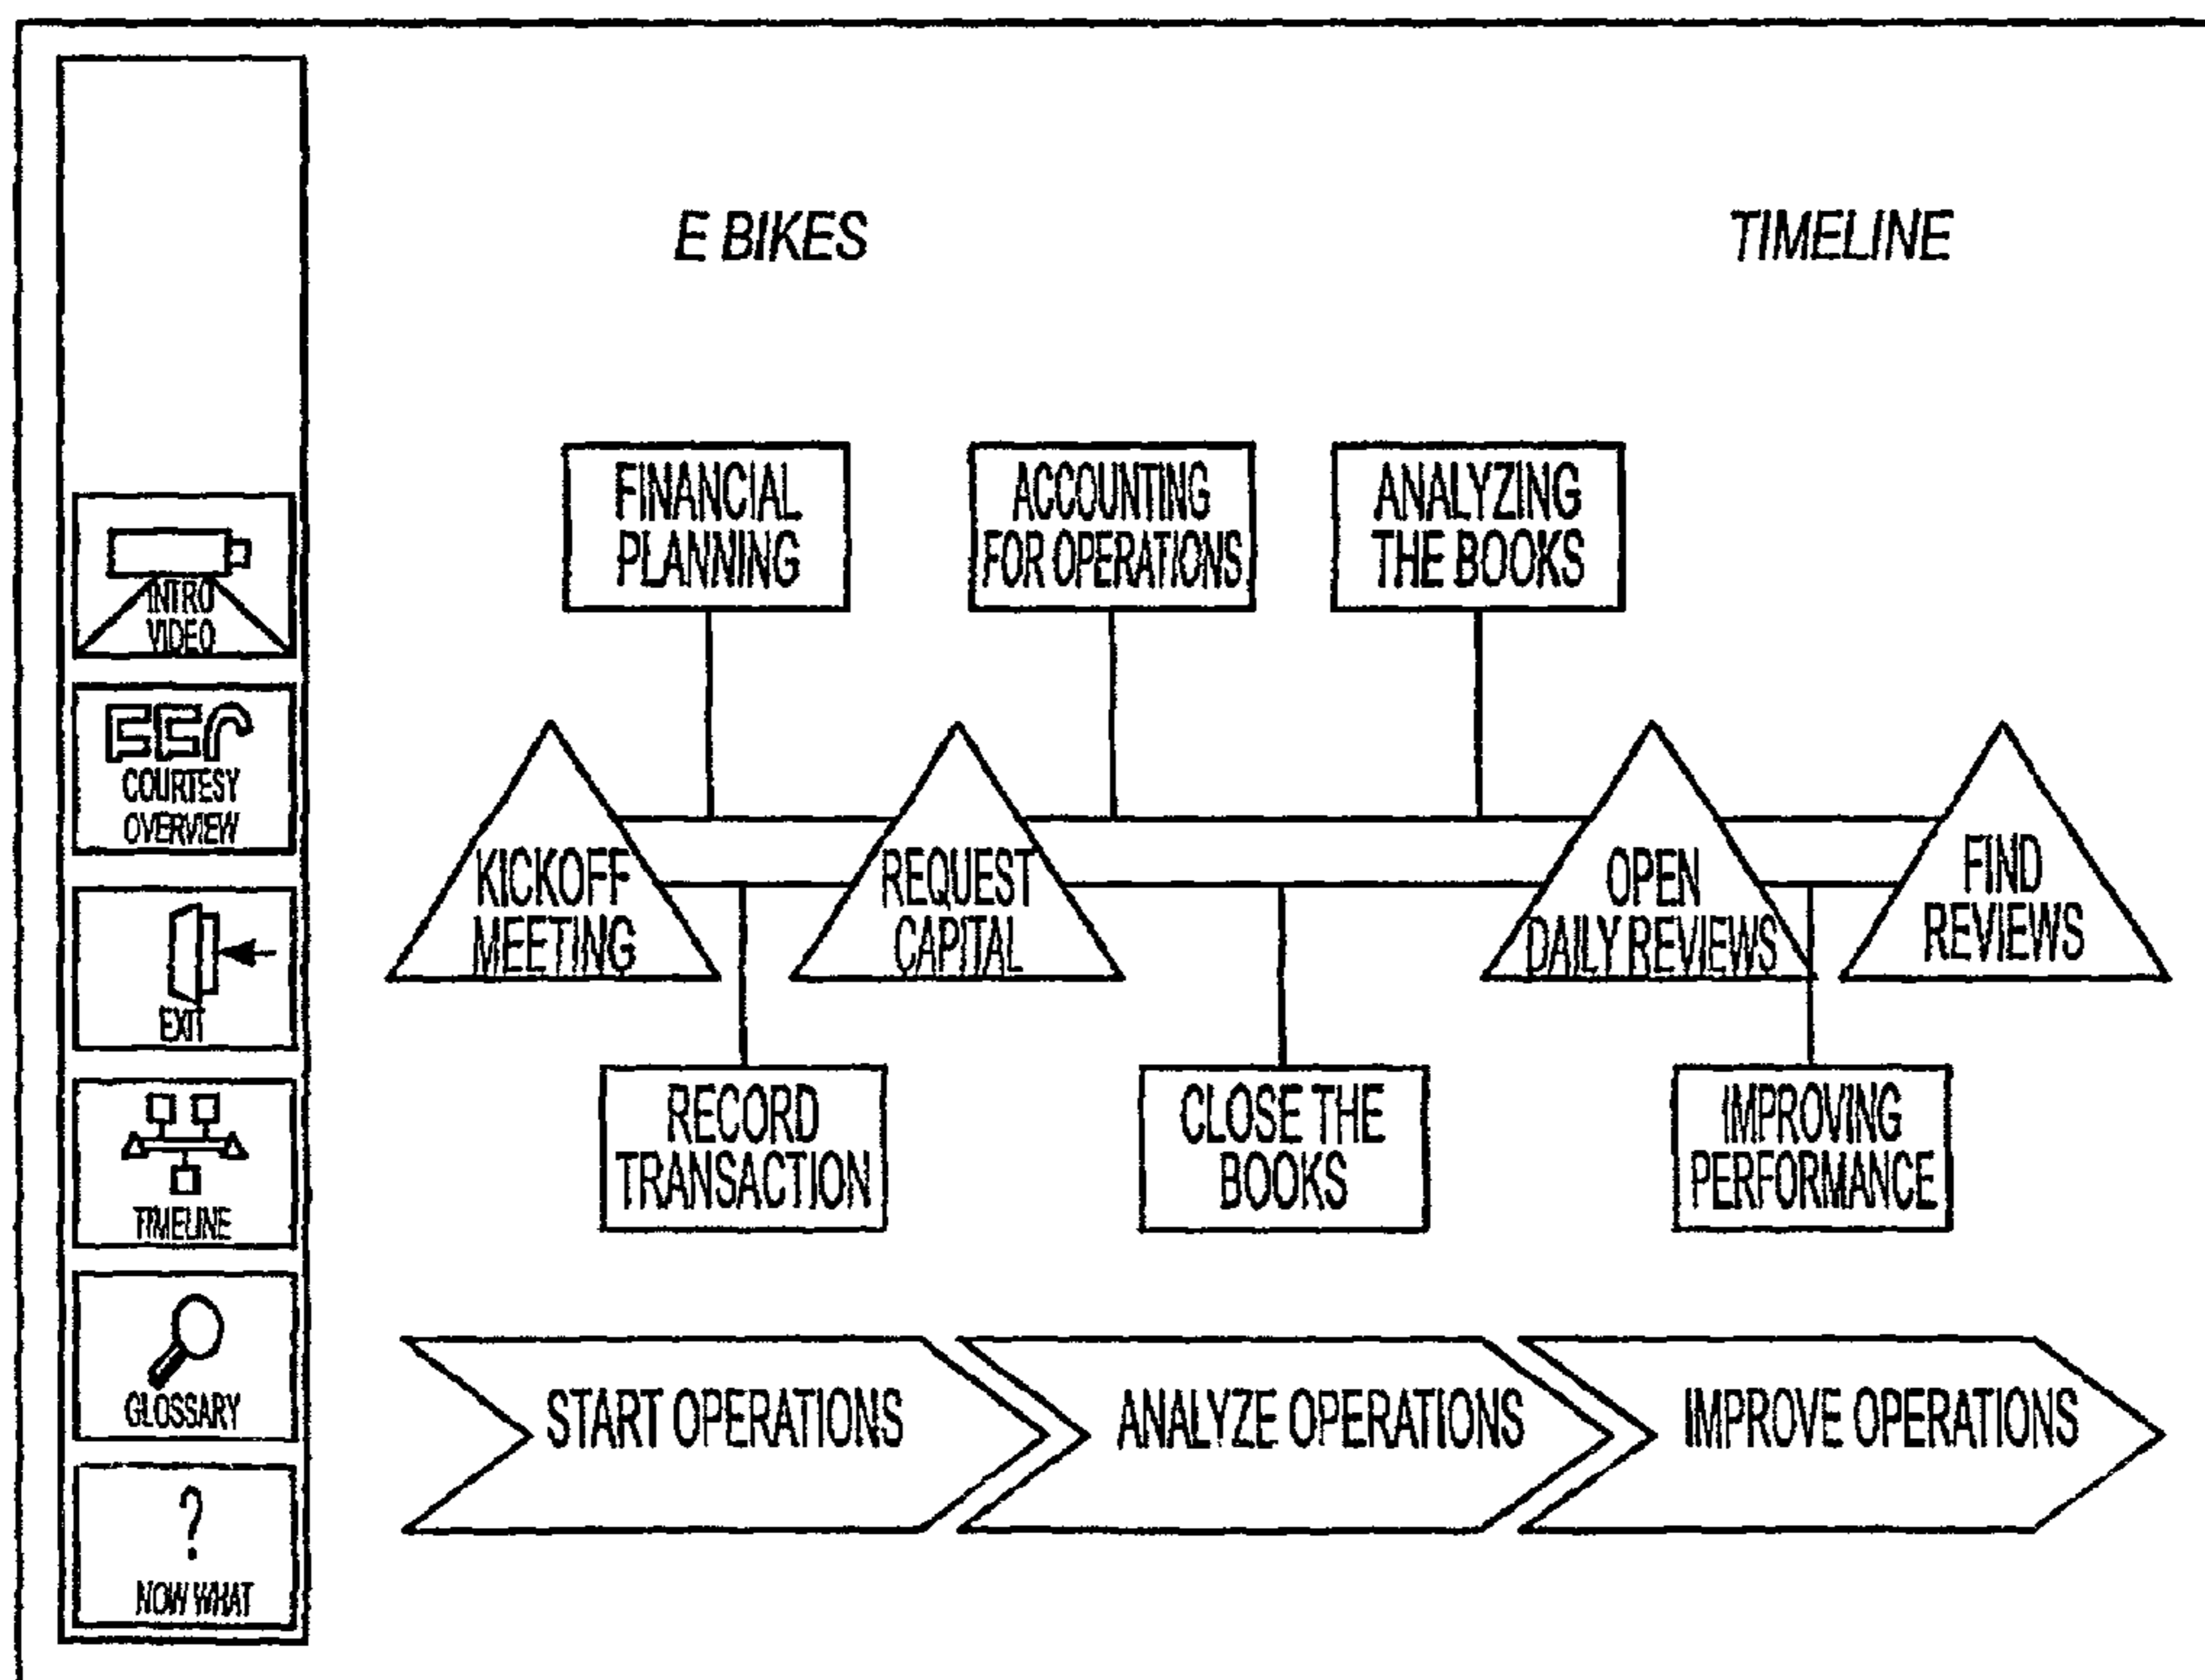 E BIKES
TIMELINE
INTRO
VIDEO
COURTESY
OVERVIEW
EXIT
TIMELINE
GLOSSARY
?
NOW WHAT
FINANCIAL
PLANNING
ACCOUNTING
FOR OPERATIONS
ANALYZING
THE BOOKS
KICKOFF
MEETING
REQUEST
CAPITAL
OPEN
DAILY REVIEWS
FIND
REVIEWS
RECORD
TRANSACTION
CLOSE THE
BOOKS
IMPROVING
PERFORMANCE
START OPERATIONS
ANALYZE OPERATIONS
IMPROVE OPERATIONS